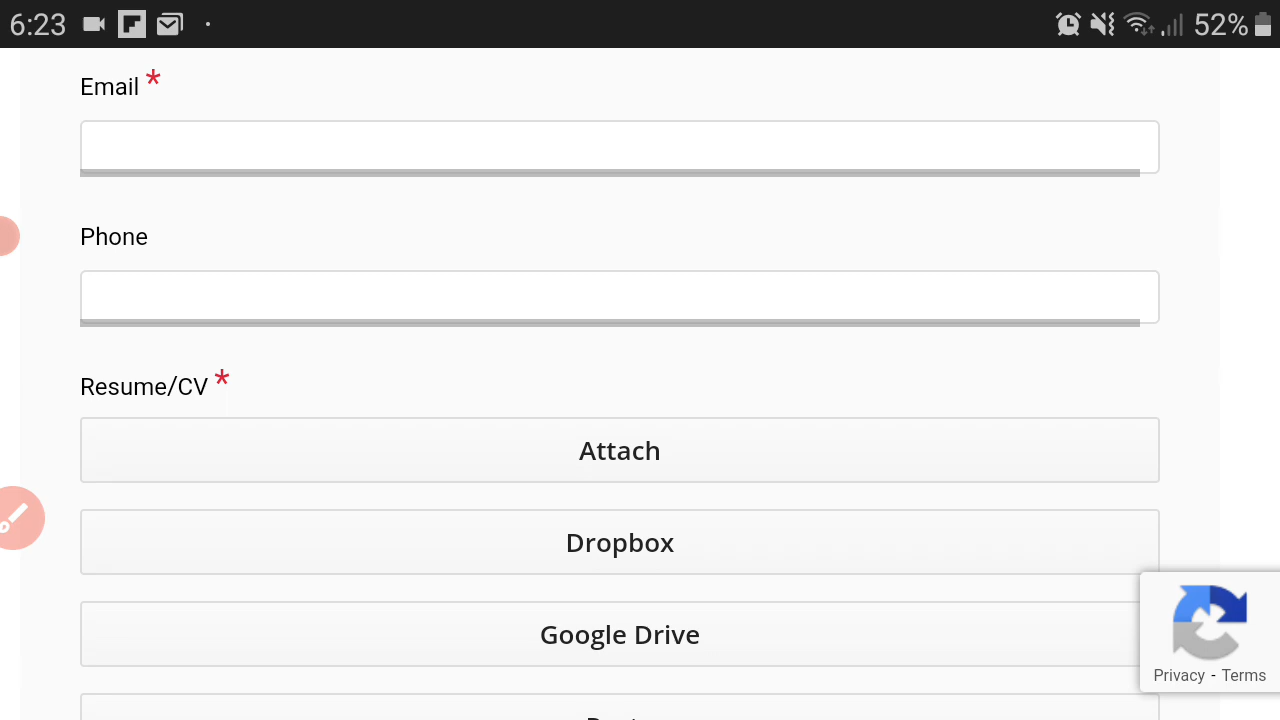 6:23 52%
Email *
Phone
Resume/CV *
Attach
Dropbox
Google Drive
Privacy - Terms